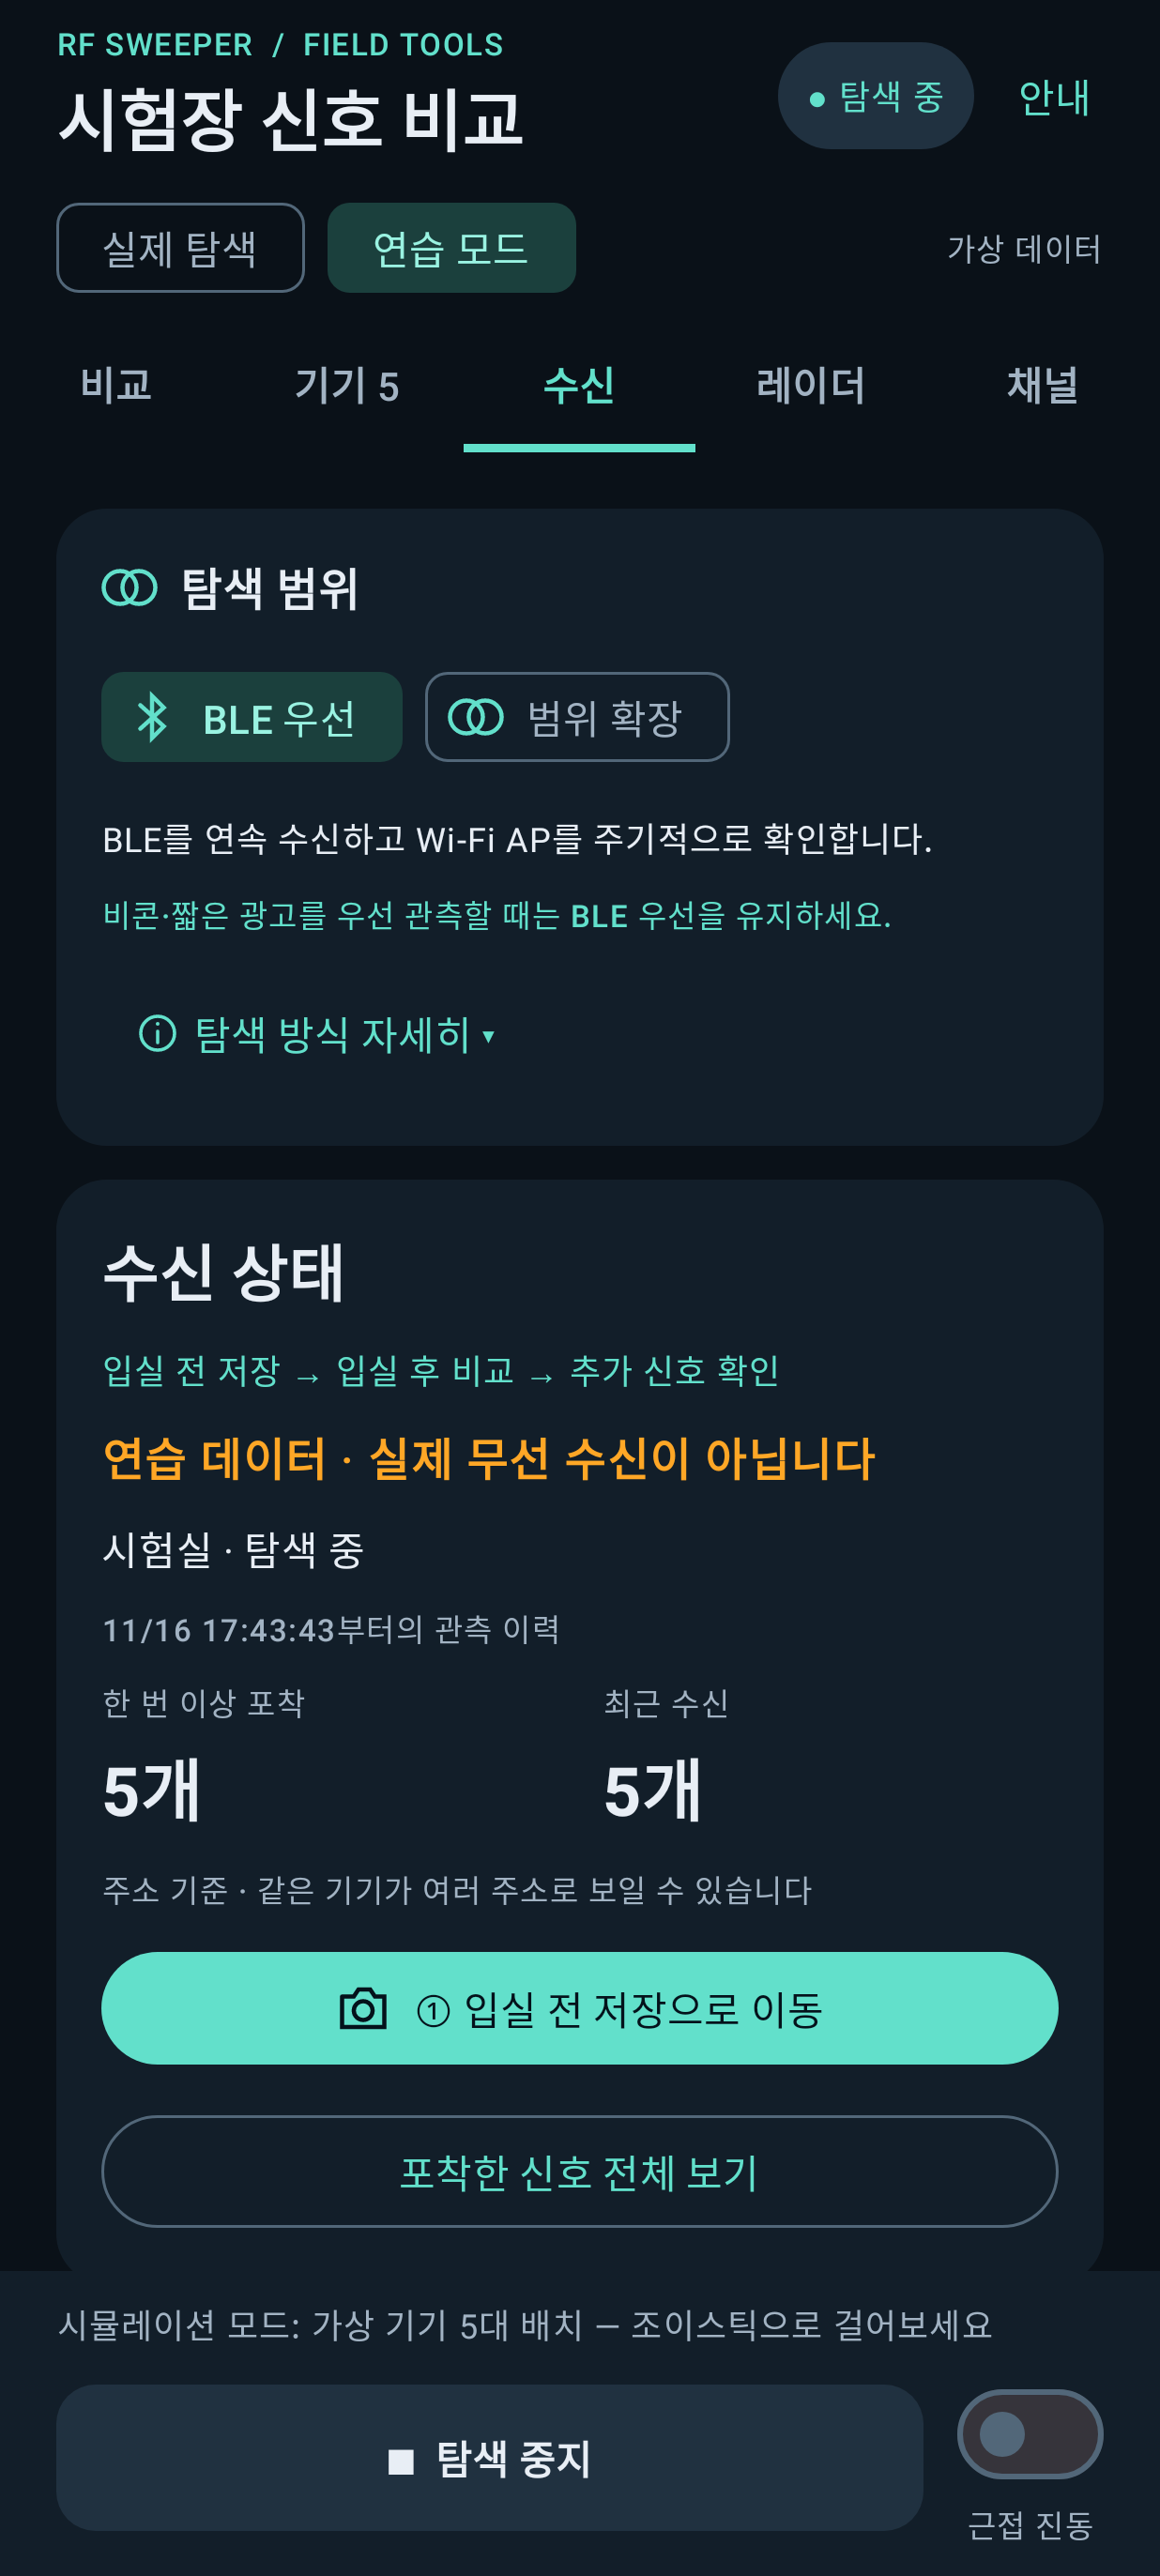 RF SWEEPER / FIELD TOOLS
시험장 신호 비교
● 탐색 중
안내
실제 탐색
연습 모드
가상 데이터
비교
기기 5
수신
레이더
채널
탐색 범위
BLE 우선
범위 확장
BLE를 연속 수신하고 Wi-Fi AP를 주기적으로 확인합니다.
비콘·짧은 광고를 우선 관측할 때는 BLE 우선을 유지하세요.
탐색 방식 자세히 ▾
수신 상태
입실 전 저장 → 입실 후 비교 → 추가 신호 확인
연습 데이터 · 실제 무선 수신이 아닙니다
시험실 · 탐색 중
11/16 17:43:43부터의 관측 이력
한 번 이상 포착
최근 수신
5개
5개
주소 기준 · 같은 기기가 여러 주소로 보일 수 있습니다
① 입실 전 저장으로 이동
포착한 신호 전체 보기
시뮬레이션 모드: 가상 기기 5대 배치 — 조이스틱으로 걸어보세요
■ 탐색 중지
근접 진동